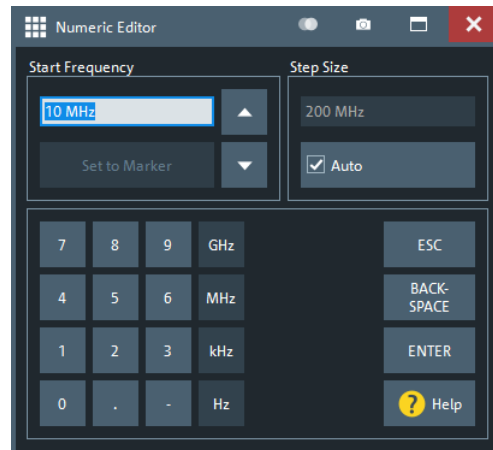 Numeric Editor
Start Frequency
Step Size
10 MHz
200 MHz
Set to Marker
Auto
7 8 9 GHz ESC
4 5 6 MHz BACK-
SPACE
1 2 3 kHz ENTER
0 . - Hz ? Help